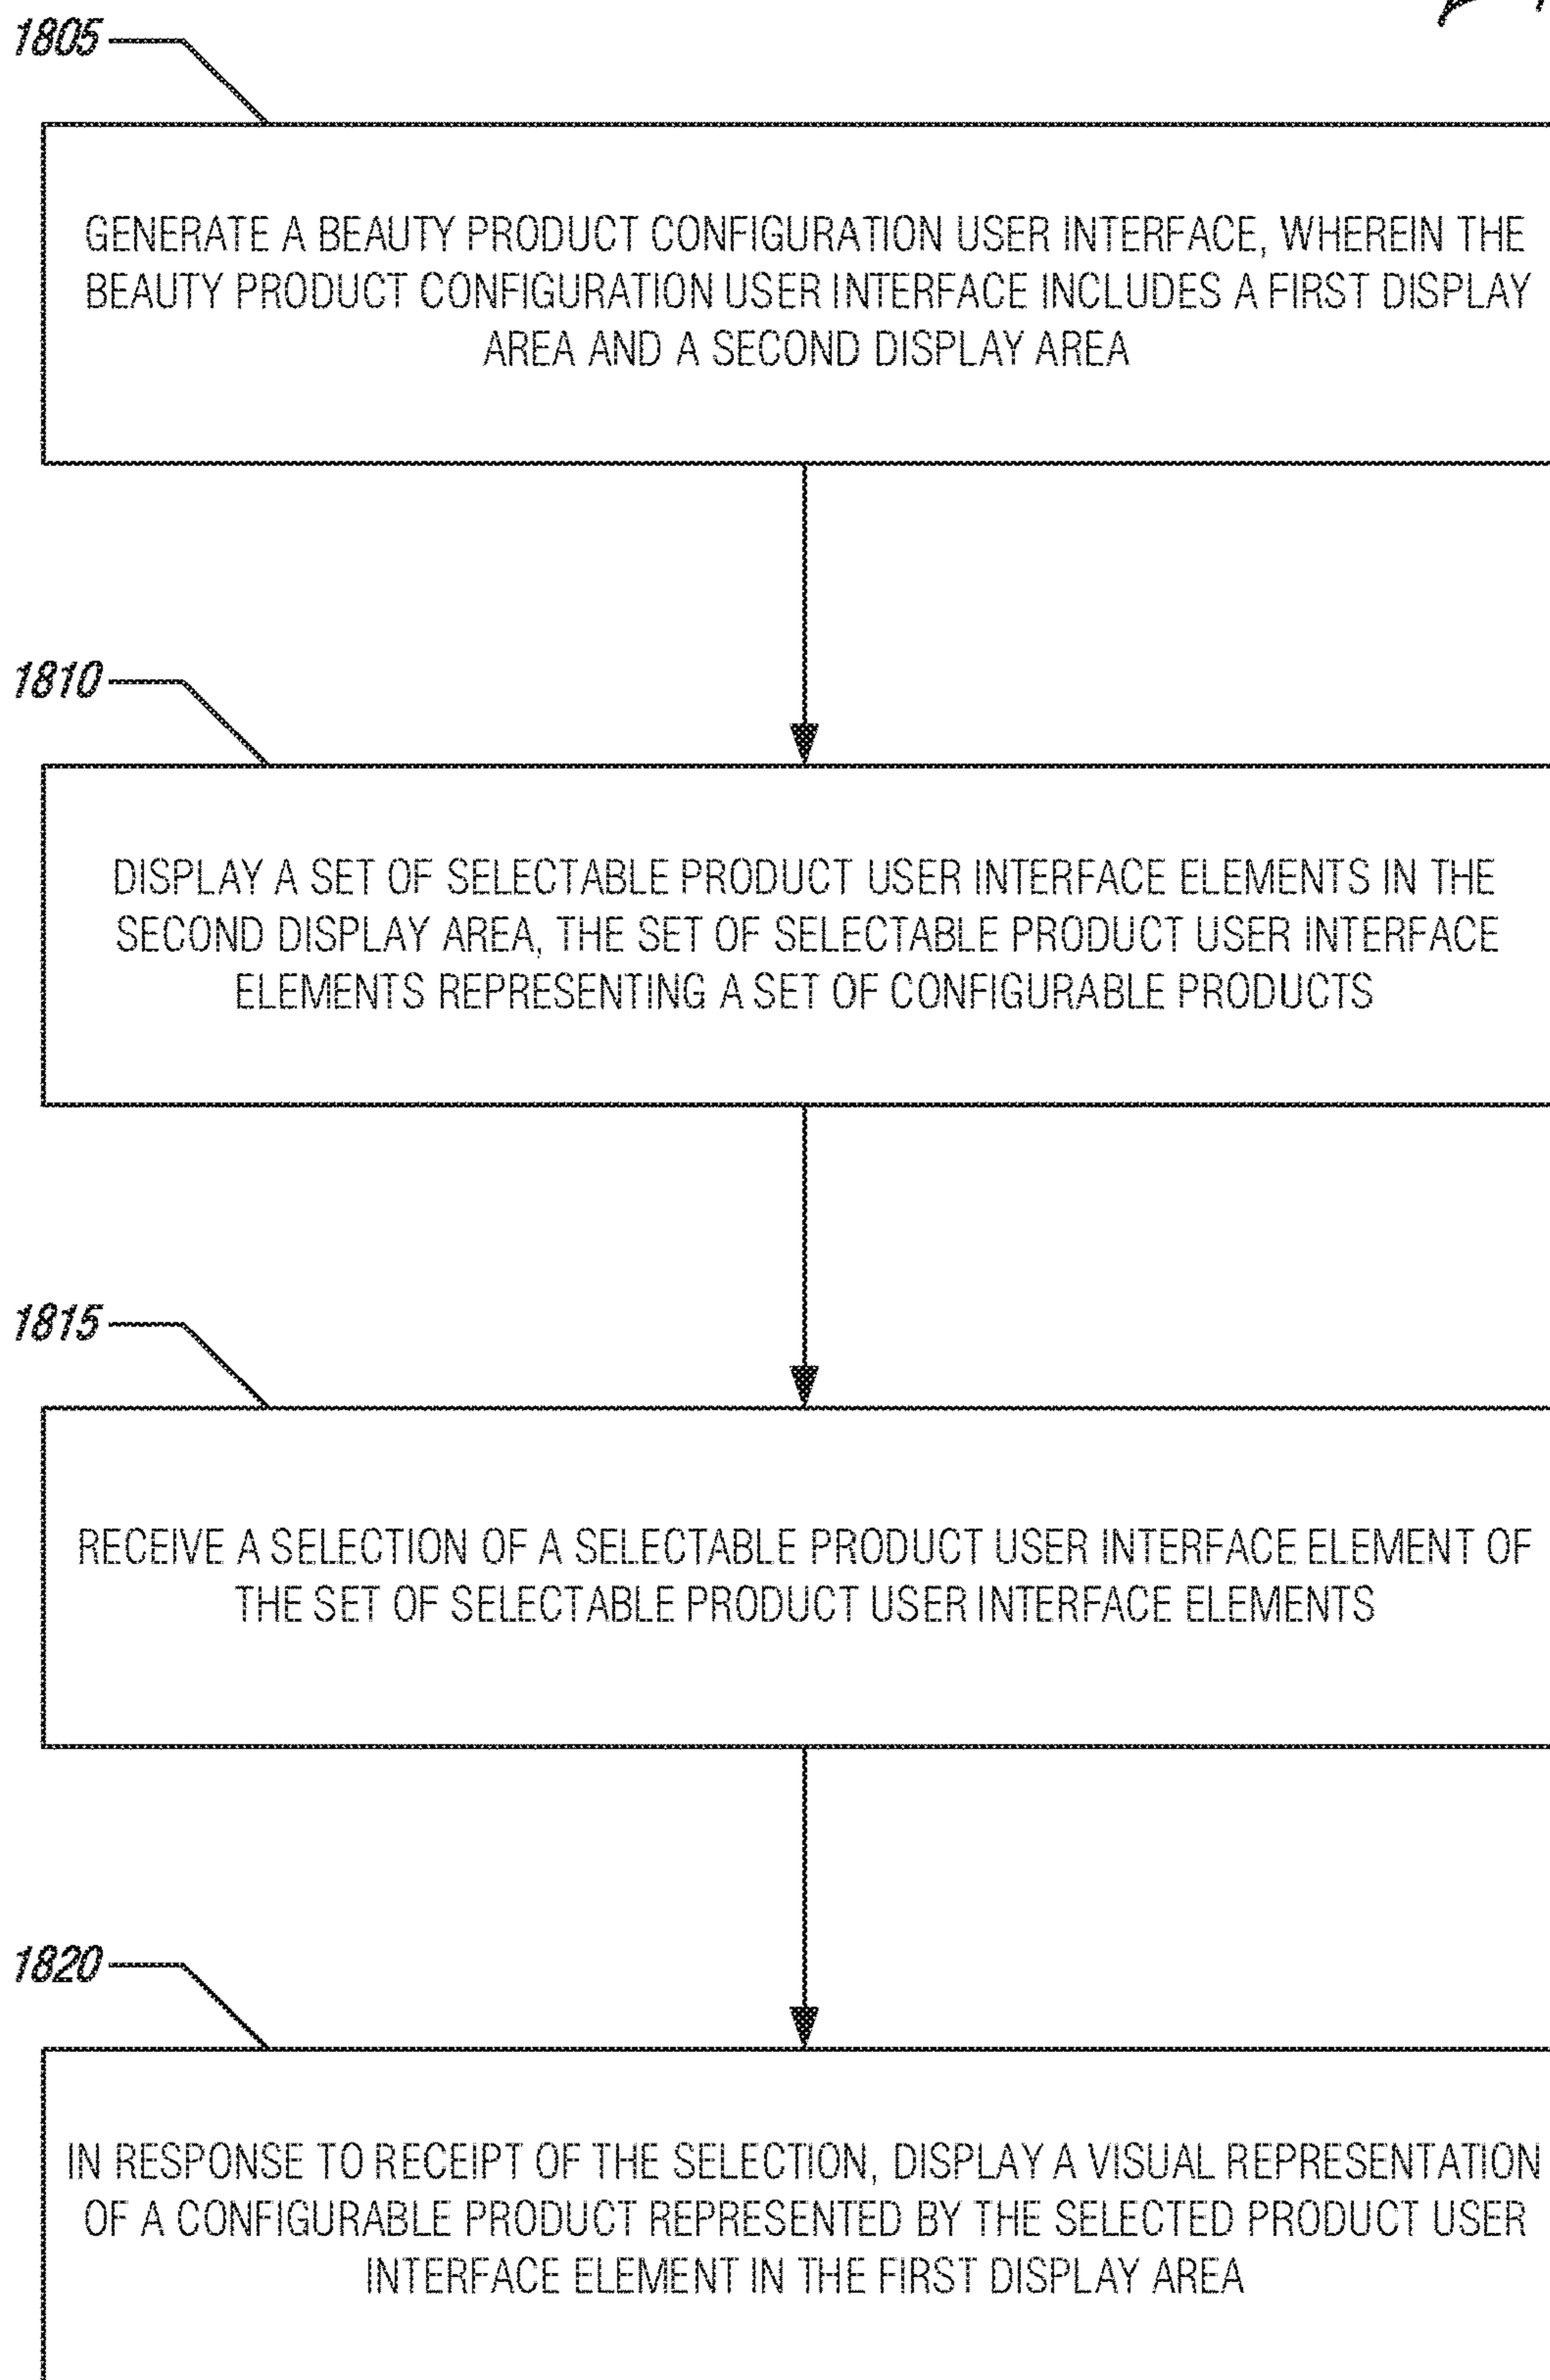 1805
GENERATE A BEAUTY PRODUCT CONFIGURATION USER INTERFACE, WHEREIN THE
BEAUTY PRODUCT CONFIGURATION USER INTERFACE INCLUDES A FIRST DISPLAY
AREA AND A SECOND DISPLAY AREA
1810
DISPLAY A SET OF SELECTABLE PRODUCT USER INTERFACE ELEMENTS IN THE
SECOND DISPLAY AREA, THE SET OF SELECTABLE PRODUCT USER INTERFACE
ELEMENTS REPRESENTING A SET OF CONFIGURABLE PRODUCTS
1815
RECEIVE A SELECTION OF A SELECTABLE PRODUCT USER INTERFACE ELEMENT OF
THE SET OF SELECTABLE PRODUCT USER INTERFACE ELEMENTS
1820
IN RESPONSE TO RECEIPT OF THE SELECTION, DISPLAY A VISUAL REPRESENTATION
OF A CONFIGURABLE PRODUCT REPRESENTED BY THE SELECTED PRODUCT USER
INTERFACE ELEMENT IN THE FIRST DISPLAY AREA